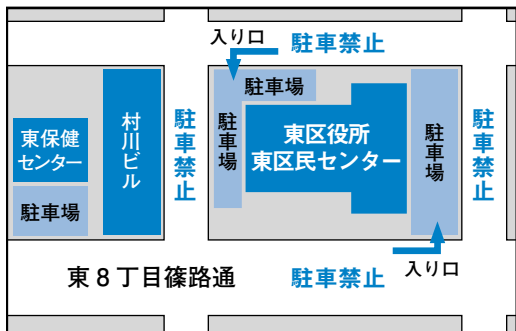 入り口
駐車禁止
駐車場
東保健
センター
駐車場
村川ビル
駐車禁止
駐車場
東区役所
東区民センター
駐車場
駐車禁止
東8丁目篠路通
駐車禁止
入り口